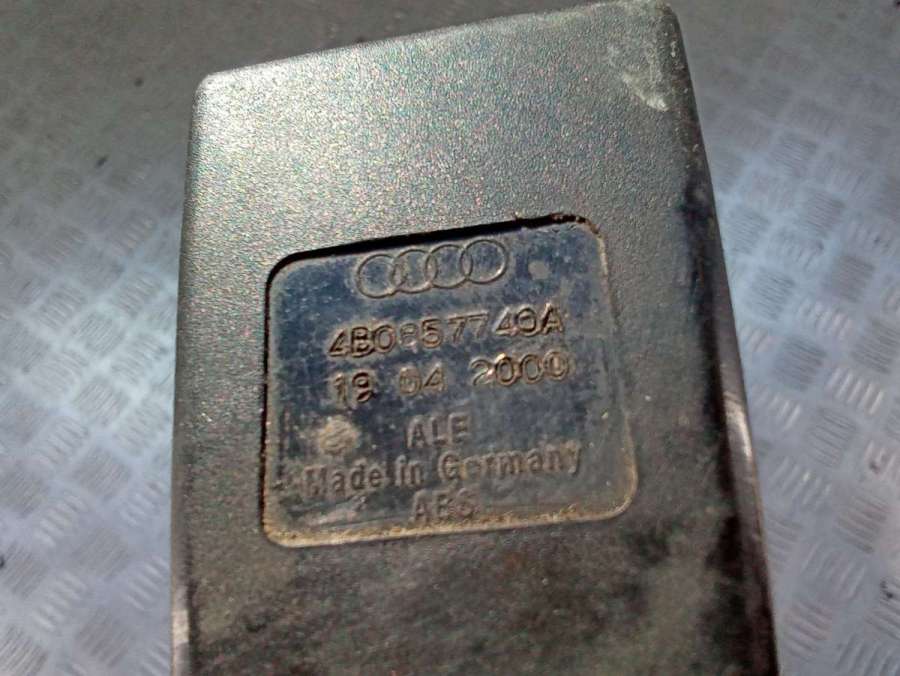 4B0857740A
19 04 2000
ALF
Made in Germany
ABS